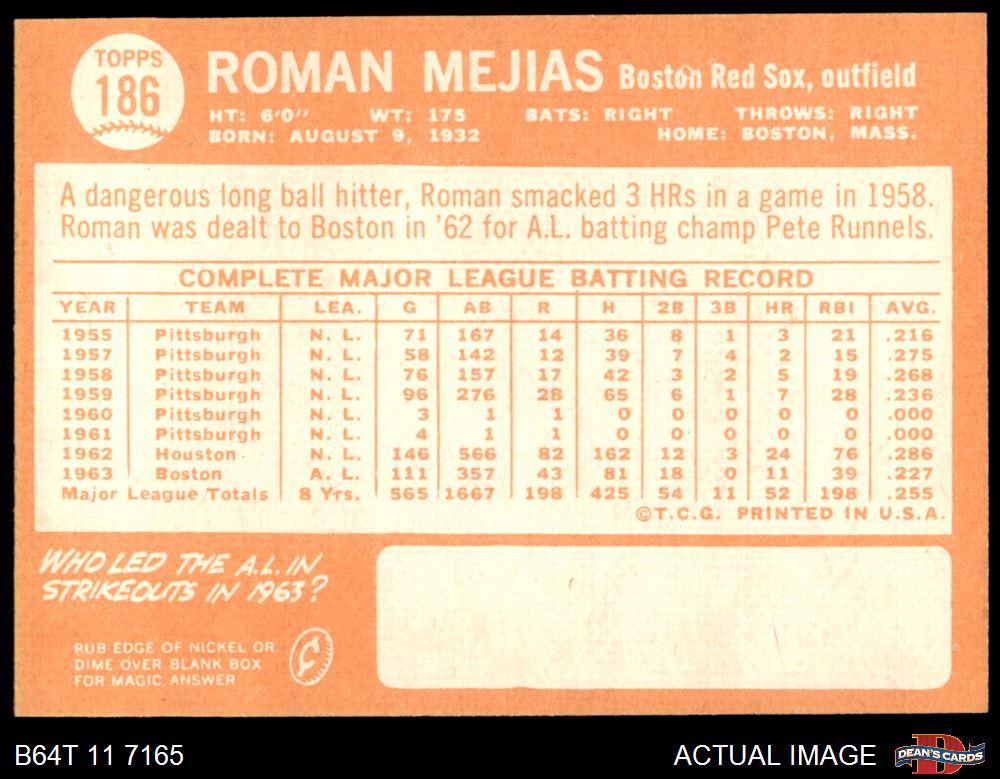 TOPPS
186
ROMAN MEJIAS Boston Red Sox, outfield
HT: 6'0" WT: 175 BATS: RIGHT THROWS: RIGHT
BORN: AUGUST 9, 1932 HOME: BOSTON, MASS.
A dangerous long ball hitter, Roman smacked 3 HRs in a game in 1958.
Roman was dealt to Boston in '62 for A.L. batting champ Pete Runnels.
COMPLETE MAJOR LEAGUE BATTING RECORD
YEAR TEAM LEA. G AB R H 2B 3B HR RBI AVG.
1955 Pittsburgh N. L. 71 167 14 36 8 1 3 21 .216
1957 Pittsburgh N. L. 58 142 12 39 7 4 2 15 .275
1958 Pittsburgh N. L. 76 157 17 42 3 2 5 19 .268
1959 Pittsburgh N. L. 96 276 28 65 6 1 7 28 .236
1960 Pittsburgh N. L. 3 1 1 0 0 0 0 0 .000
1961 Pittsburgh N. L. 4 1 1 0 0 0 0 0 .000
1962 Houston N. L. 146 566 82 162 12 3 24 76 .286
1963 Boston A. L. 111 357 43 81 18 0 11 39 .227
Major League Totals 8 Yrs. 565 1667 198 425 54 11 52 198 .255
©T.C.G. PRINTED IN U.S.A.
WHO LED THE A.L. IN
STRIKEOUTS IN 1963?
RUB EDGE OF NICKEL OR
DIME OVER BLANK BOX
FOR MAGIC ANSWER
B64T 11 7165
ACTUAL IMAGE
DEAN'S CARDS